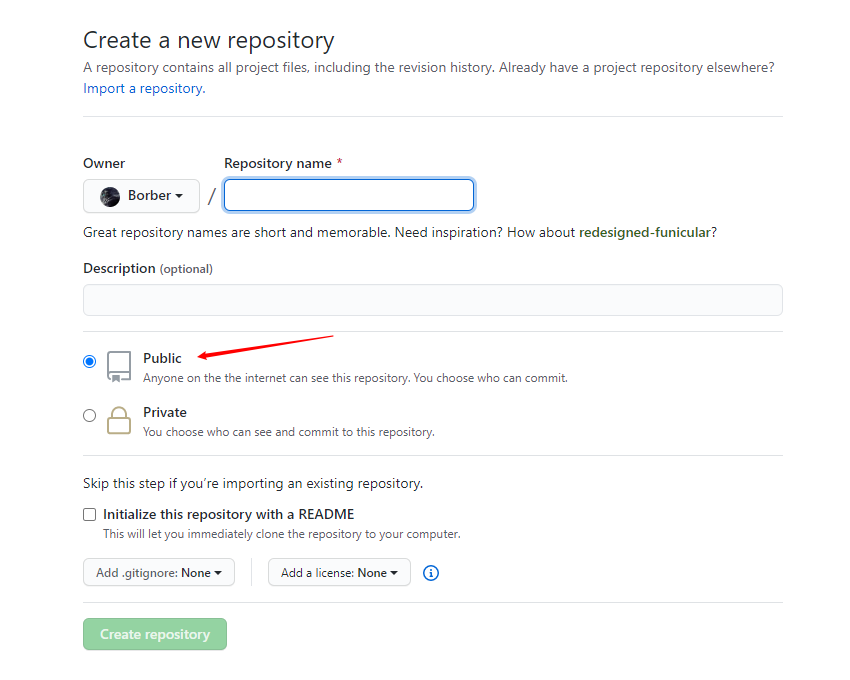 Create a new repository
A repository contains all project files, including the revision history. Already have a project repository elsewhere?
Import a repository.
Owner
Repository name *
Borber
/
Great repository names are short and memorable. Need inspiration? How about redesigned-funicular?
Description (optional)
Public
Anyone on the the internet can see this repository. You choose who can commit.
Private
You choose who can see and commit to this repository.
Skip this step if you're importing an existing repository.
Initialize this repository with a README
This will let you immediately clone the repository to your computer.
Add .gitignore: None
Add a license: None
Create repository